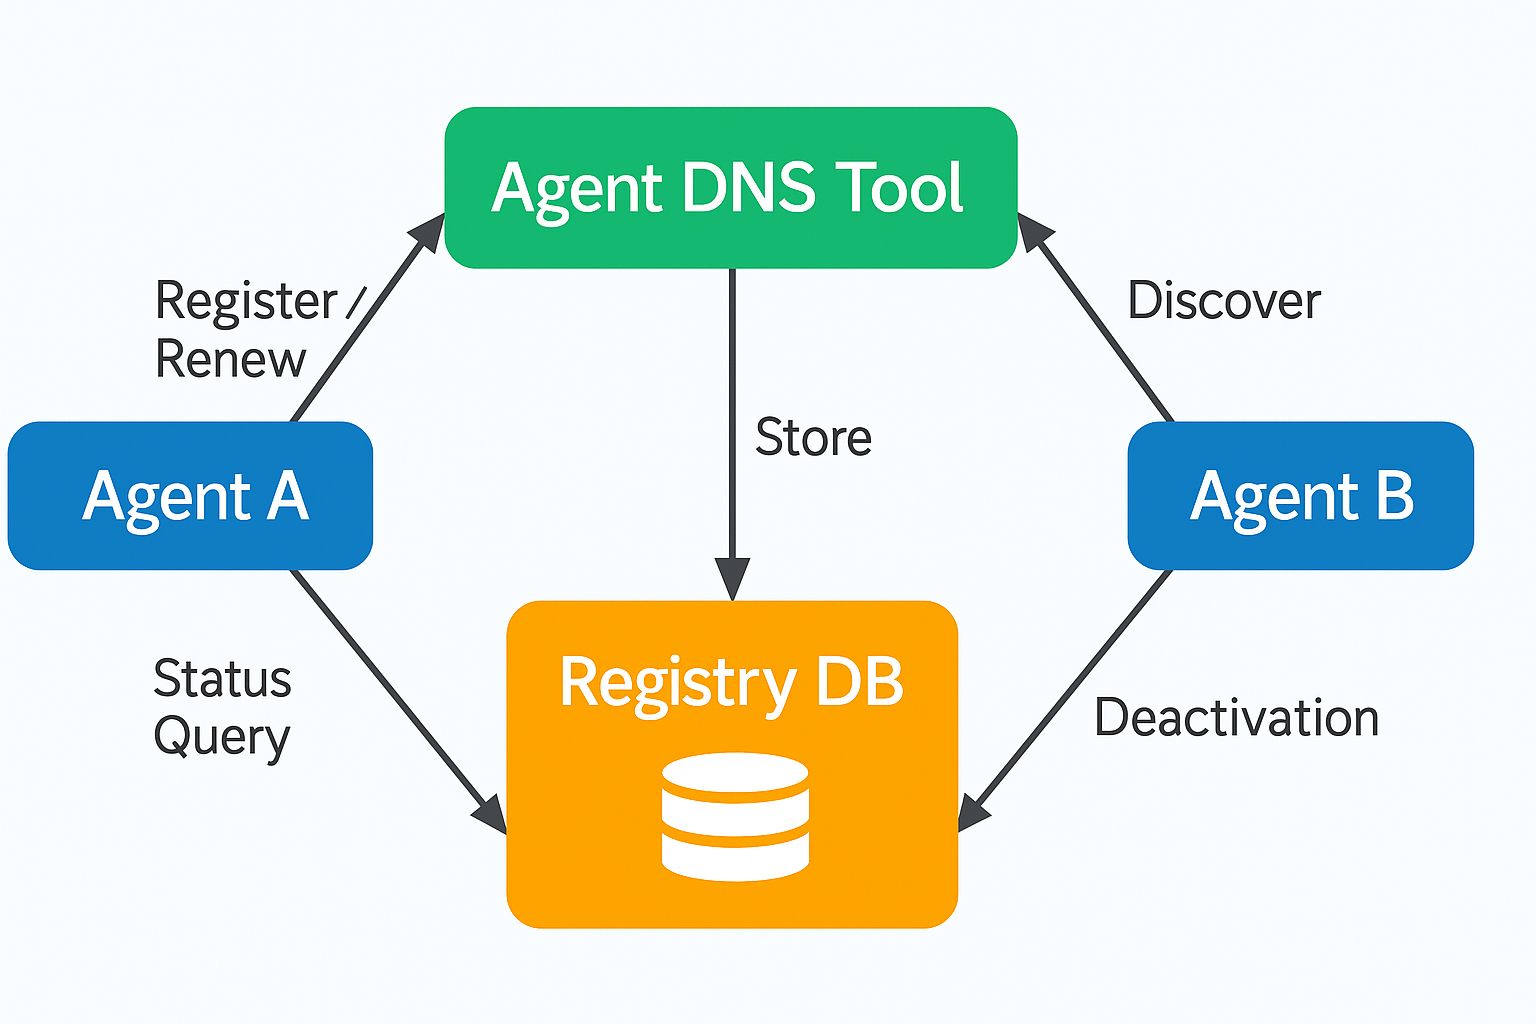 Agent DNS Tool
Register /
Renew
Discover
Store
Agent A
Agent B
Status
Query
Registry DB
Deactivation